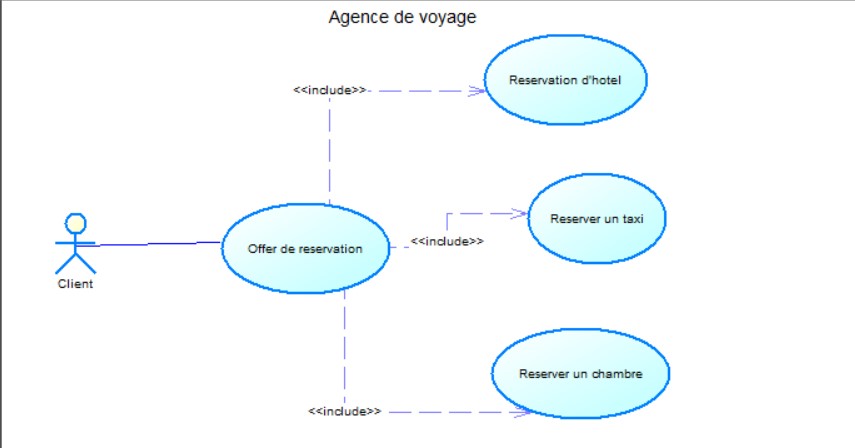 Agence de voyage
Reservation d'hotel
<<include>>
Reserver un taxi
<<include>>
Offer de reservation
Client
Reserver un chambre
<<include>>